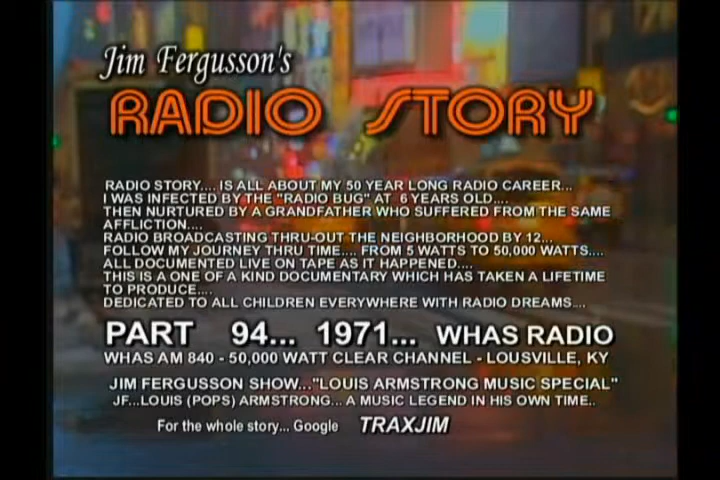 Jim Fergusson's
RADIO STORY
RADIO STORY.... IS ALL ABOUT MY 50 YEAR LONG RADIO CAREER...
I WAS INFECTED BY THE "RADIO BUG" AT 6 YEARS OLD....
THEN NURTURED BY A GRANDFATHER WHO SUFFERED FROM THE SAME
AFFLICTION....
RADIO BROADCASTING THRU-OUT THE NEIGHBORHOOD BY 12...
FOLLOW MY JOURNEY THRU TIME.... FROM 5 WATTS TO 50,000 WATTS....
ALL DOCUMENTED LIVE ON TAPE AS IT HAPPENED....
THIS IS A ONE OF A KIND DOCUMENTARY WHICH HAS TAKEN A LIFETIME
TO PRODUCE....
DEDICATED TO ALL CHILDREN EVERYWHERE WITH RADIO DREAMS....
PART 94... 1971... WHAS RADIO
WHAS AM 840 - 50,000 WATT CLEAR CHANNEL - LOUSVILLE, KY
JIM FERGUSSON SHOW..."LOUIS ARMSTRONG MUSIC SPECIAL"
JF...LOUIS (POPS) ARMSTRONG... A MUSIC LEGEND IN HIS OWN TIME..
For the whole story... Google TRAXJIM